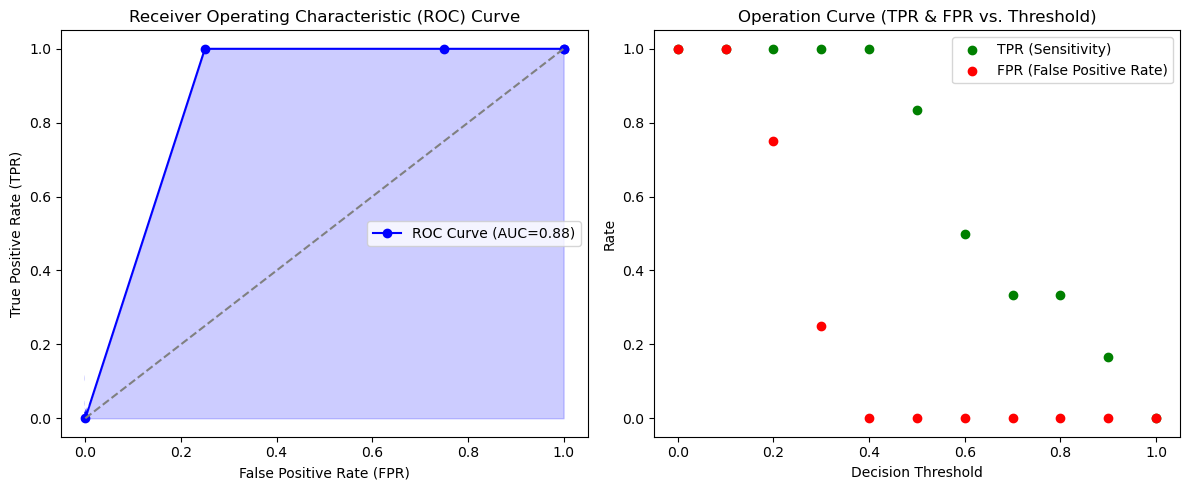 Receiver Operating Characteristic (ROC) Curve
True Positive Rate (TPR)
1.0
0.8
0.6
0.4
0.2
0.0
ROC Curve (AUC=0.88)
0.0 0.2 0.4 0.6 0.8 1.0
False Positive Rate (FPR)
Operation Curve (TPR & FPR vs. Threshold)
Rate
1.0
0.8
0.6
0.4
0.2
0.0
TPR (Sensitivity)
FPR (False Positive Rate)
0.0 0.2 0.4 0.6 0.8 1.0
Decision Threshold